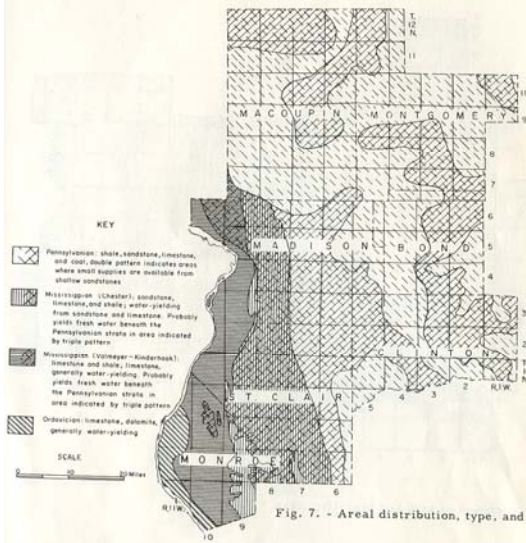 T.
12
N.
11
11
MACOUPIN MONTGOMERY
9
8
7
6
MADISON BOND
5
4
3
2
CLINTON
1
R.1W.
2
3
4
5
ST CLAIR
MONROE
6
7
8
9
10
R.11W.
KEY
Pennsylvanian: shale, sandstone, limestone,
and coal, double pattern indicates areas
where small supplies are available from
shallow sandstones
Mississippian (Chester): sandstone,
limestone, and shale; water-yielding
from sandstone and limestone. Probably
yields fresh water beneath the
Pennsylvanian strata in area indicated
by triple pattern
Mississippian (Valmeyer-Kinderhook):
limestone and shale; limestone,
generally water-yielding. Probably
yields fresh water beneath
the Pennsylvanian strata in
area indicated by triple pattern
Ordovician: limestone, dolomite,
generally water-yielding
SCALE
0 10 20 Miles
Fig. 7. - Areal distribution, type, and